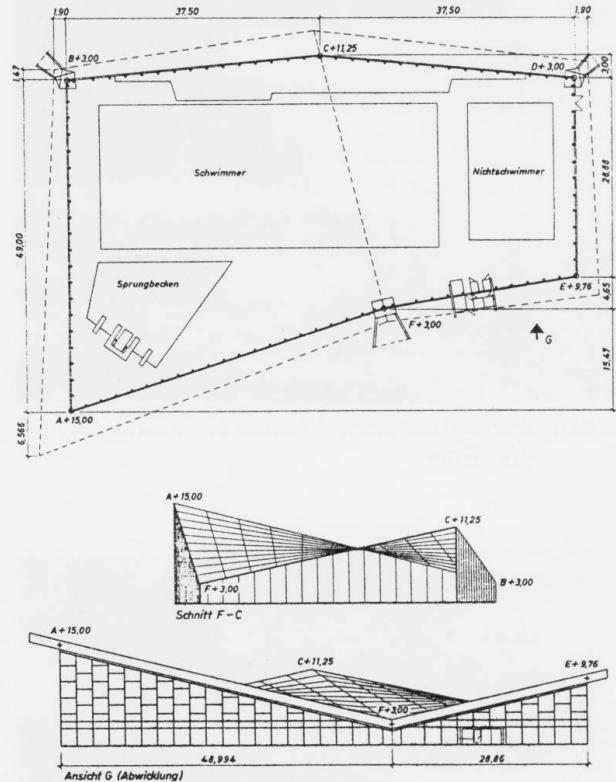 1,90 37,50 37,50 1,90
B+3,00
C+11,25
D+3,00
1,47
3,00
Schwimmer
Nichtschwimmer
28,88
49,00
Sprungbecken
E+9,76
F+3,00
G
15,47
A+15,00
6,566
A+15,00
C+11,25
F+3,00
B+3,00
Schnitt F-C
A+15,00
C+11,25
E+9,76
F+3,00
48,994 28,86
Ansicht G (Abwicklung)